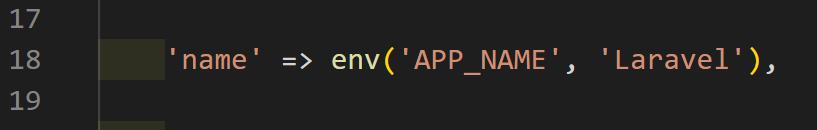 17
18 'name' => env('APP_NAME', 'Laravel'),
19